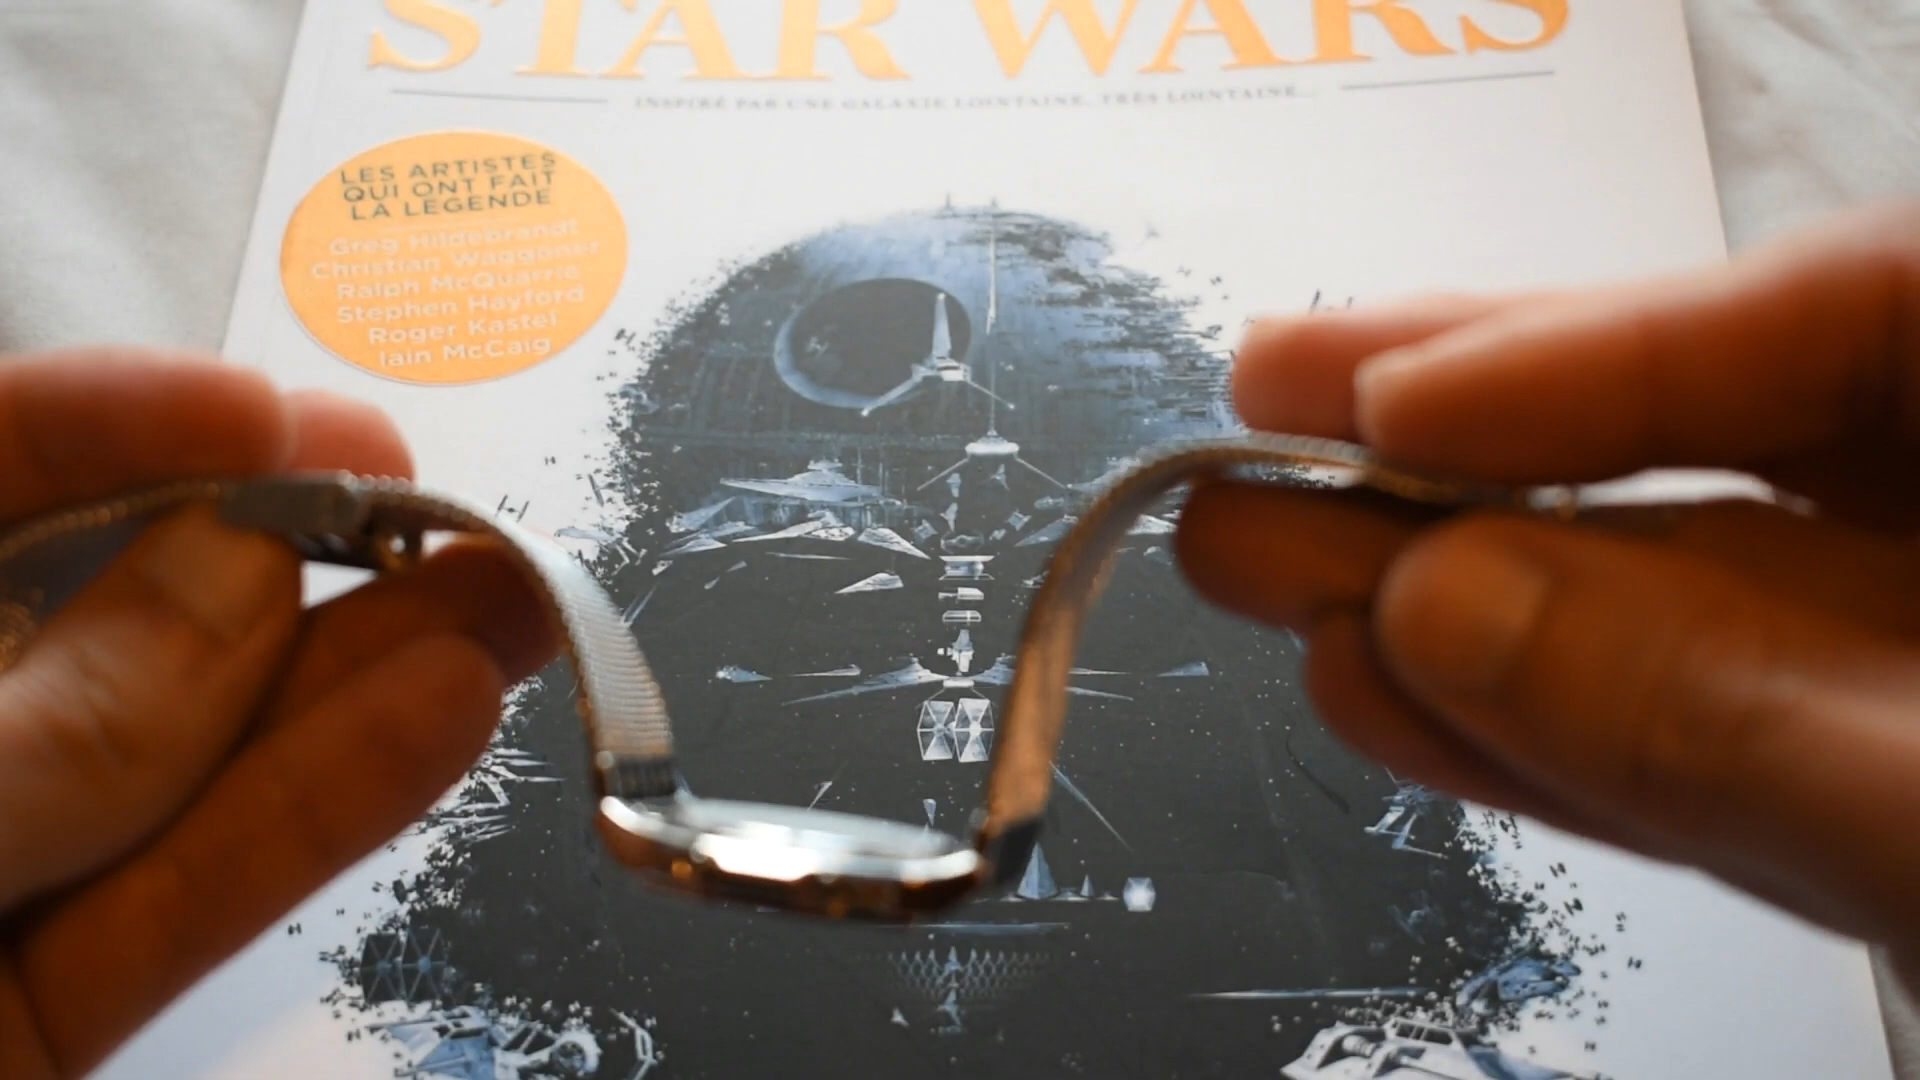 STAR WARS
INSPIRÉ PAR UNE GALAXIE LOINTAINE, TRÈS LOINTAINE...
LES ARTISTES
QUI ONT FAIT
LA LÉGENDE
Greg Hildebrandt
Christian Waggoner
Ralph McQuarrie
Stephen Hayford
Roger Kastel
Iain McCaig